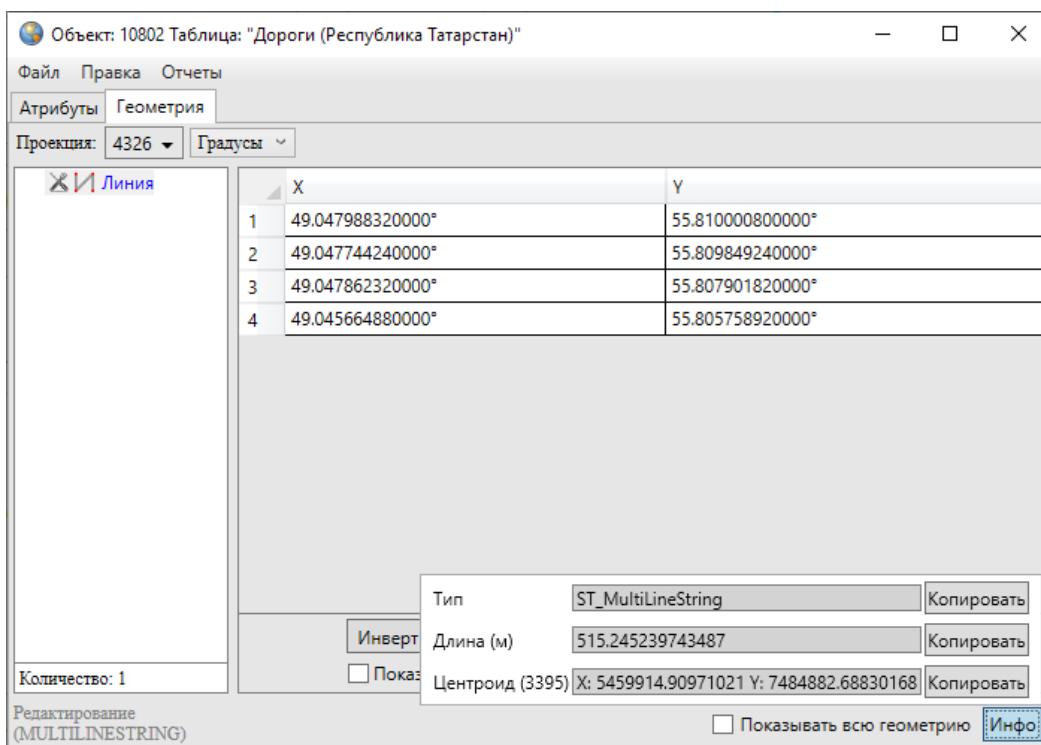 Объект: 10802 Таблица: "Дороги (Республика Татарстан)"
Файл Правка Отчеты
Атрибуты Геометрия
Проекция: 4326 Градусы
Линия
X Y
1 49.047988320000° 55.810000800000°
2 49.047744240000° 55.809849240000°
3 49.047862320000° 55.807901820000°
4 49.045664880000° 55.805758920000°
Тип ST_MultiLineString Копировать
Инверт Длина (м) 515.245239743487 Копировать
Количество: 1 Показ Центроид (3395) X: 5459914.90971021 Y: 7484882.68830168 Копировать
Редактирование
(MULTILINESTRING) Показывать всю геометрию Инфо